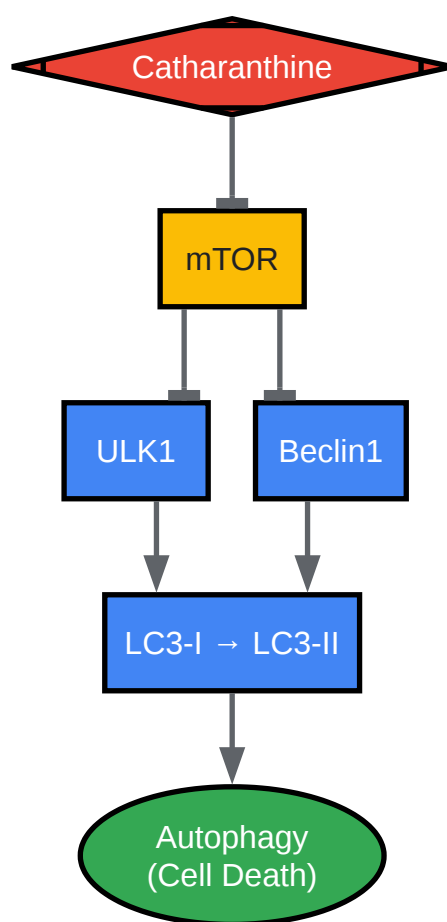 Catharanthine
mTOR
ULK1
Beclin1
LC3-I → LC3-II
Autophagy
(Cell Death)